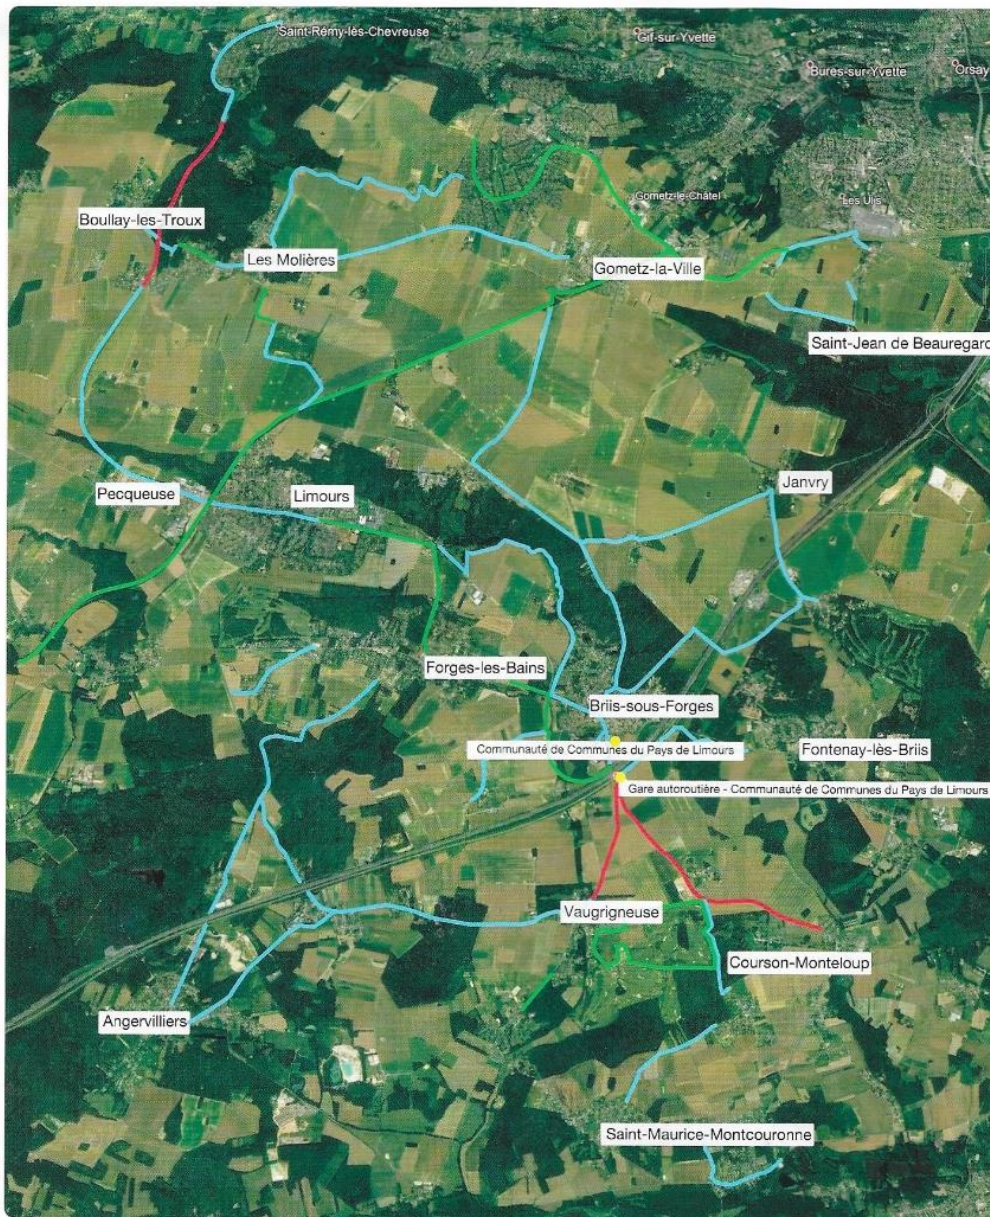 Saint-Rémy-lès-Chevreuse
Gif-sur-Yvette
Bures-sur-Yvette
Orsay
Boullay-les-Troux
Gometz-le-Châtel
Les Ulis
Les Molières
Gometz-la-Ville
Saint-Jean de Beauregard
Pecqueuse
Limours
Janvry
Forges-les-Bains
Briis-sous-Forges
Communauté de Communes du Pays de Limours
Fontenay-lès-Briis
Gare autoroutière - Communauté de Communes du Pays de Limours
Vaugrigneuse
Courson-Monteloup
Angervilliers
Saint-Maurice-Montcouronne